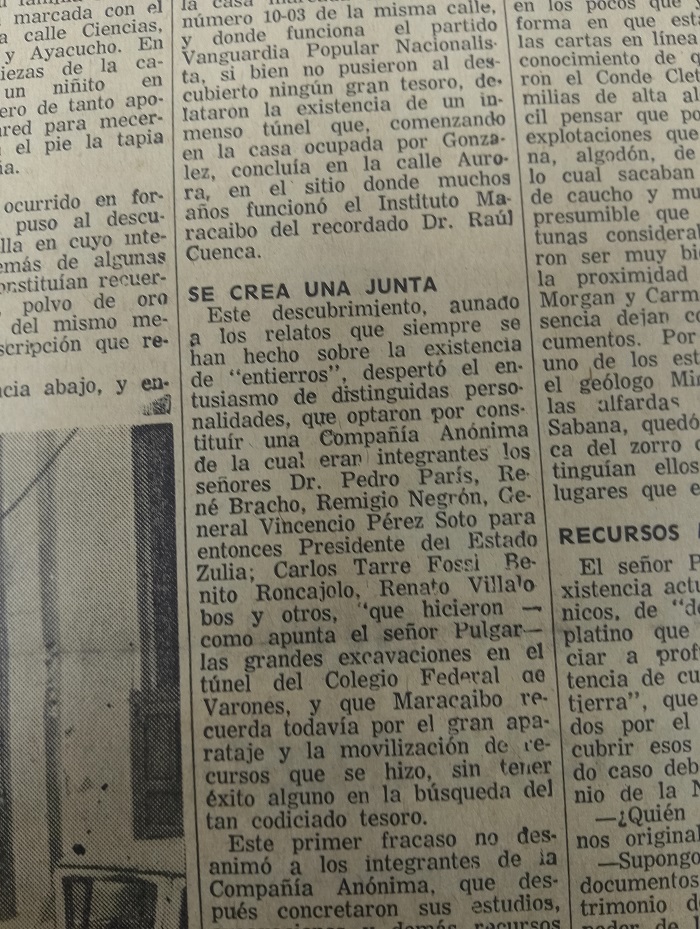 marcada con el
a calle Ciencias,
y Ayacucho. En
iezas de la ca-
un niñito en
ero de tanto apo-
ared para mecer-
el pie la tapia
ia.
ocurrido en for-
puso al descu-
lla en cuyo inte-
emás de algunas
onstituían recuer-
polvo de oro
del mismo me-
scripción que re-
ncia abajo, y en-
número 10-03 de la misma calle,
y donde funciona el partido
Vanguardia Popular Nacionalis-
ta, si bien no pusieron al des-
cubierto ningún gran tesoro, de-
lataron la existencia de un in-
menso túnel que, comenzando
en la casa ocupada por Gonza-
lez, concluía en la calle Auro-
ra, en el sitio donde muchos
años funcionó el Instituto Ma-
racaibo del recordado Dr. Raúl
Cuenca.
SE CREA UNA JUNTA
Este descubrimiento, aunado
a los relatos que siempre se
han hecho sobre la existencia
de "entierros", despertó el en-
tusiasmo de distinguidas perso-
nalidades, que optaron por cons-
tituír una Compañía Anónima
de la cual eran integrantes los
señores Dr. Pedro París, Re-
né Bracho, Remigio Negrón, Ge-
neral Vincencio Pérez Soto para
entonces Presidente del Estado
Zulia; Carlos Tarre Fossi Be-
nito Roncajolo, Renato Villalo
bos y otros, "que hicieron —
como apunta el señor Pulgar—
las grandes excavaciones en el
túnel del Colegio Federal de
Varones, y que Maracaibo re-
cuerda todavía por el gran apa-
rataje y la movilización de re-
cursos que se hizo, sin tener
éxito alguno en la búsqueda del
tan codiciado tesoro.
Este primer fracaso no des-
animó a los integrantes de la
Compañía Anónima, que des-
pués concretaron sus estudios,
recursos
en los pocos que
forma en que est
las cartas en línea
conocimiento de q
ron el Conde Clet
milias de alta al
cil pensar que po
explotaciones que
na, algodón, de
lo cual sacaban
de caucho y mu
presumible que
tunas considera
ron ser muy bi
la proximidad
Morgan y Carm
sencia dejan co
cumentos. Por
uno de los est
el geólogo Mi
las alfardas
Sabana, quedó
ca del zorro
tinguían ellos
lugares que e
RECURSOS
El señor P
xistencia actu
nicos, de "de
platino que
ciar a prof
tencia de cu
tierra", que
dos por el
cubrir esos
do caso deb
nio de la N
—¿Quién
nos original
—Supongo
documentos
trimonio d